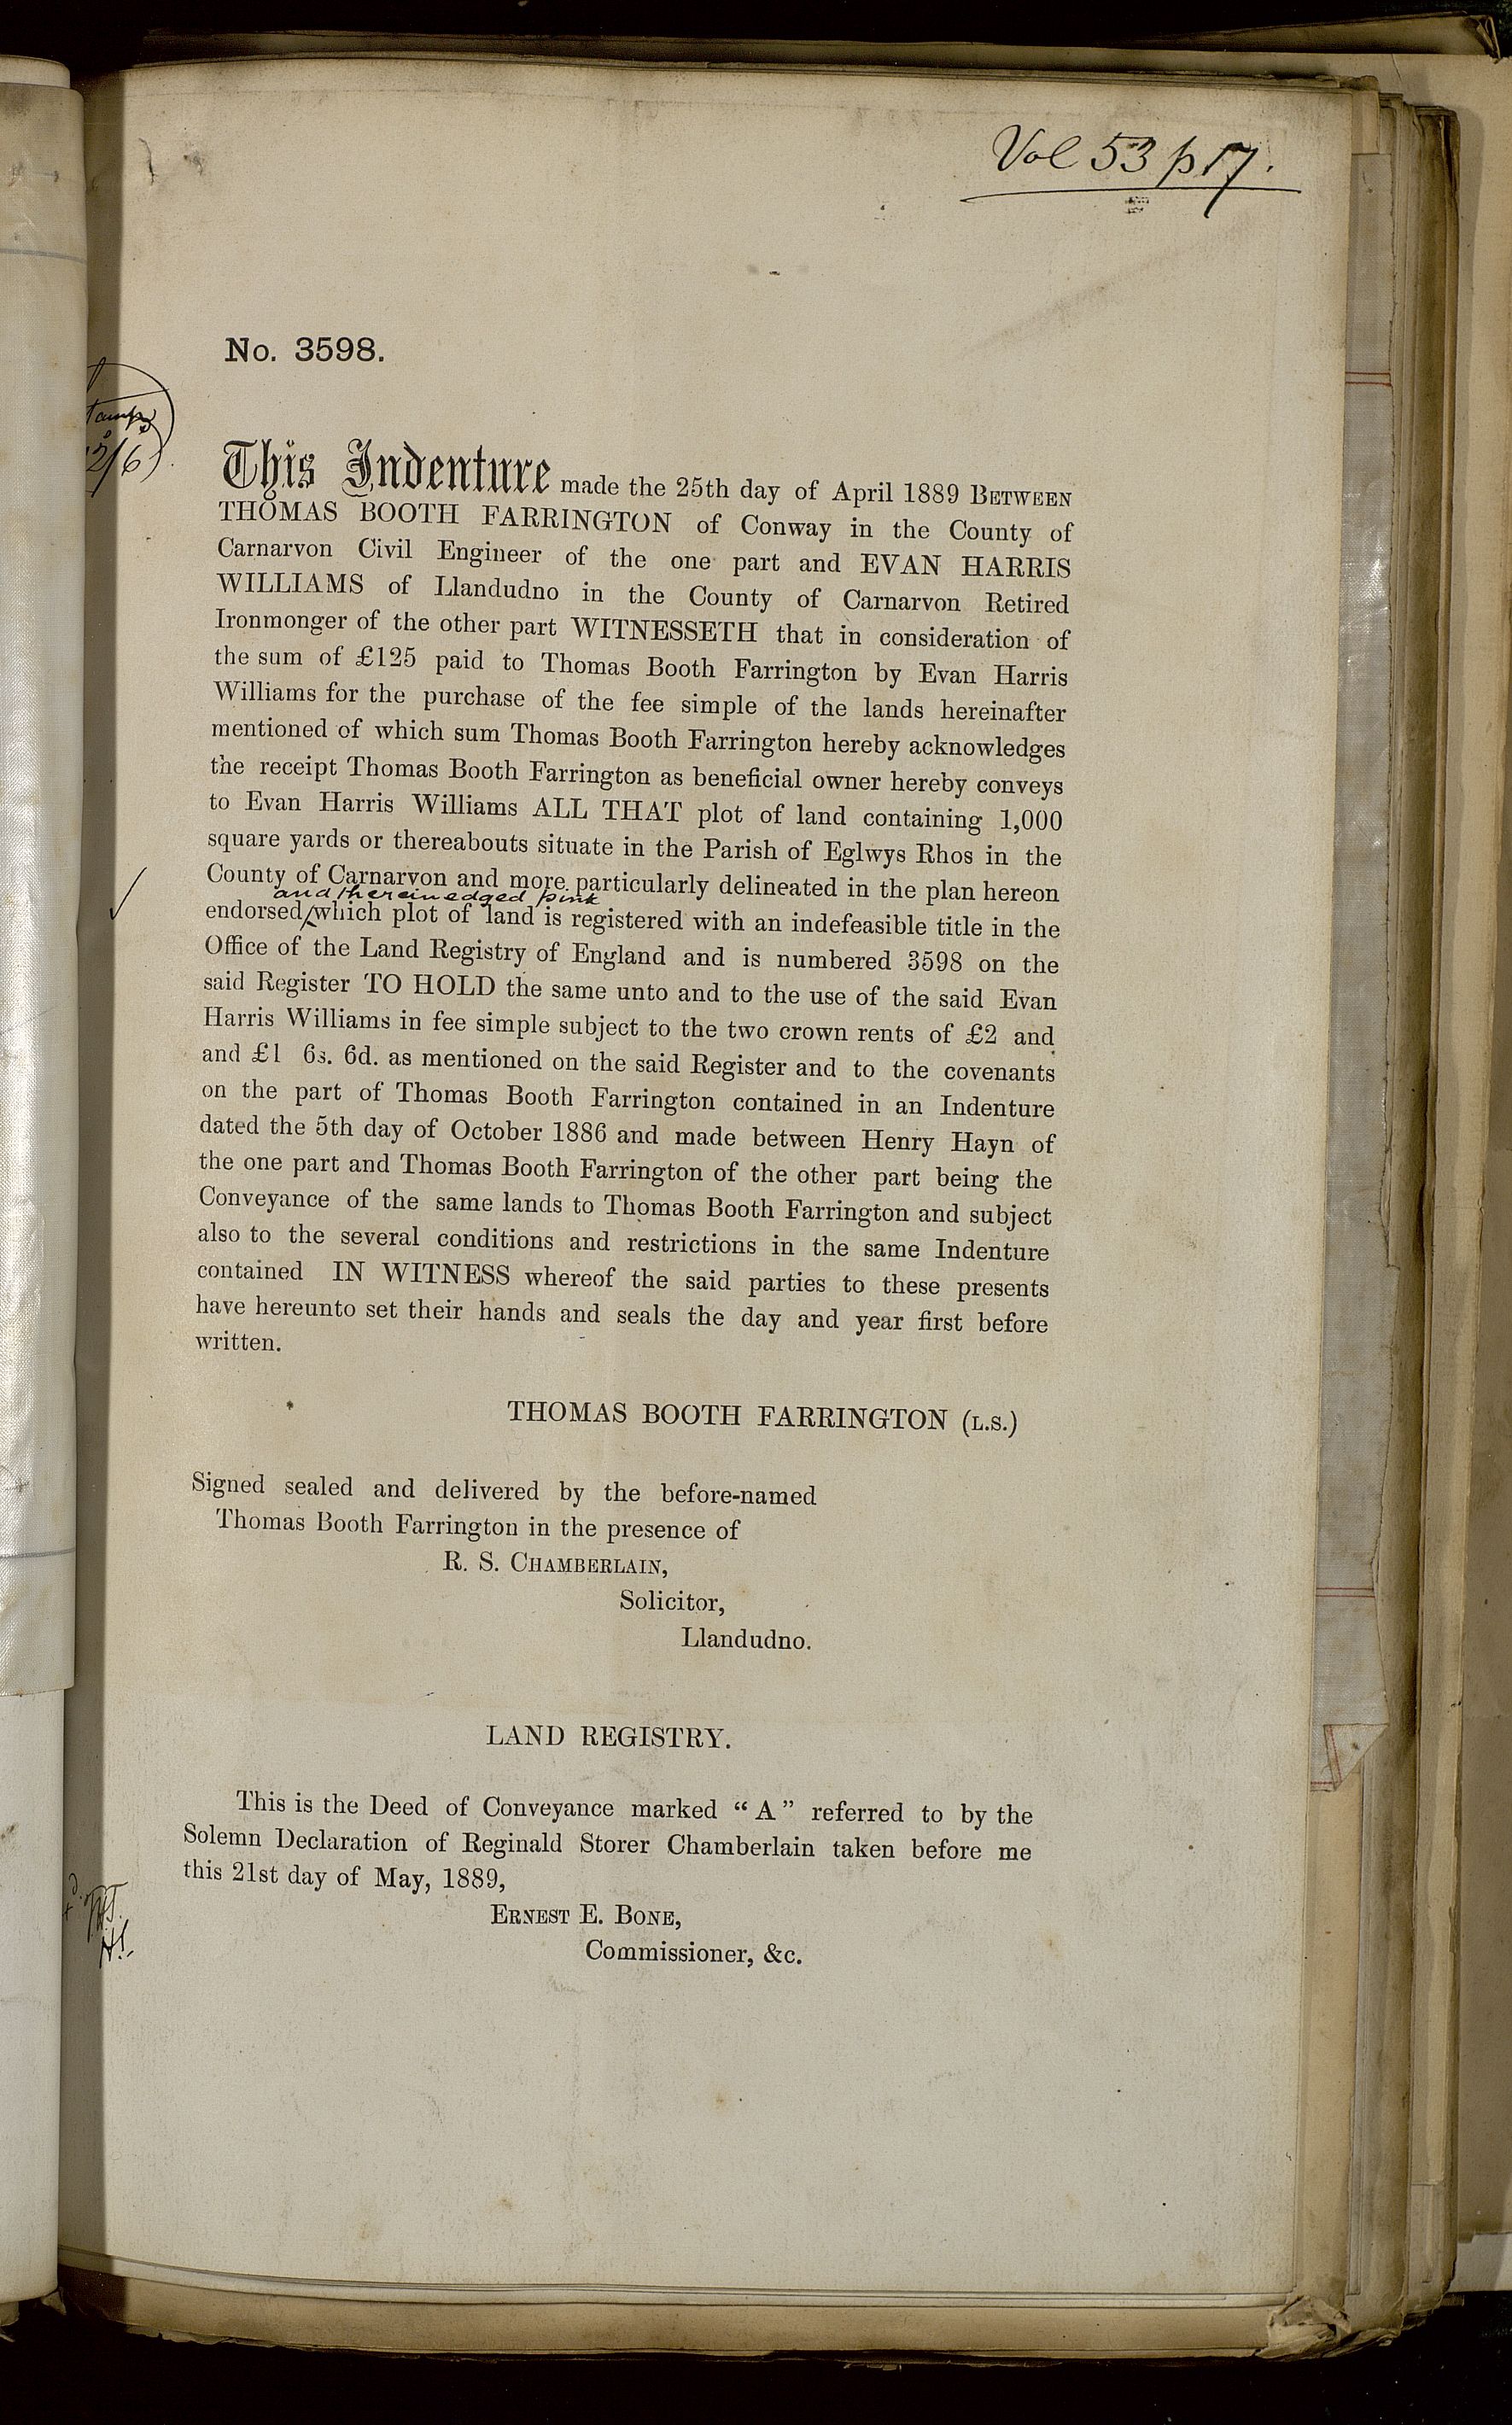 Vol 53 p 17.
No. 3598.
2/6
This Indenture made the 25th day of April 1889 BETWEEN
THOMAS BOOTH FARRINGTON of Conway in the County of
Carnarvon Civil Engineer of the one part and EVAN HARRIS
WILLIAMS of Llandudno in the County of Carnarvon Retired
Ironmonger of the other part WITNESSETH that in consideration of
the sum of £125 paid to Thomas Booth Farrington by Evan Harris
Williams for the purchase of the fee simple of the lands hereinafter
mentioned of which sum Thomas Booth Farrington hereby acknowledges
the receipt Thomas Booth Farrington as beneficial owner hereby conveys
to Evan Harris Williams ALL THAT plot of land containing 1,000
square yards or thereabouts situate in the Parish of Eglwys Rhos in the
County of Carnarvon and more particularly delineated in the plan hereon
and therein edged pink
endorsed which plot of land is registered with an indefeasible title in the
Office of the Land Registry of England and is numbered 3598 on the
said Register TO HOLD the same unto and to the use of the said Evan
Harris Williams in fee simple subject to the two crown rents of £2 and
and £1 6s. 6d. as mentioned on the said Register and to the covenants
on the part of Thomas Booth Farrington contained in an Indenture
dated the 5th day of October 1886 and made between Henry Hayn of
the one part and Thomas Booth Farrington of the other part being the
Conveyance of the same lands to Thomas Booth Farrington and subject
also to the several conditions and restrictions in the same Indenture
contained IN WITNESS whereof the said parties to these presents
have hereunto set their hands and seals the day and year first before
written.
THOMAS BOOTH FARRINGTON (L.S.)
Signed sealed and delivered by the before-named
Thomas Booth Farrington in the presence of
R. S. CHAMBERLAIN,
Solicitor,
Llandudno.
LAND REGISTRY.
This is the Deed of Conveyance marked “A” referred to by the
Solemn Declaration of Reginald Storer Chamberlain taken before me
this 21st day of May, 1889,
ERNEST E. BONE,
Commissioner, &c.